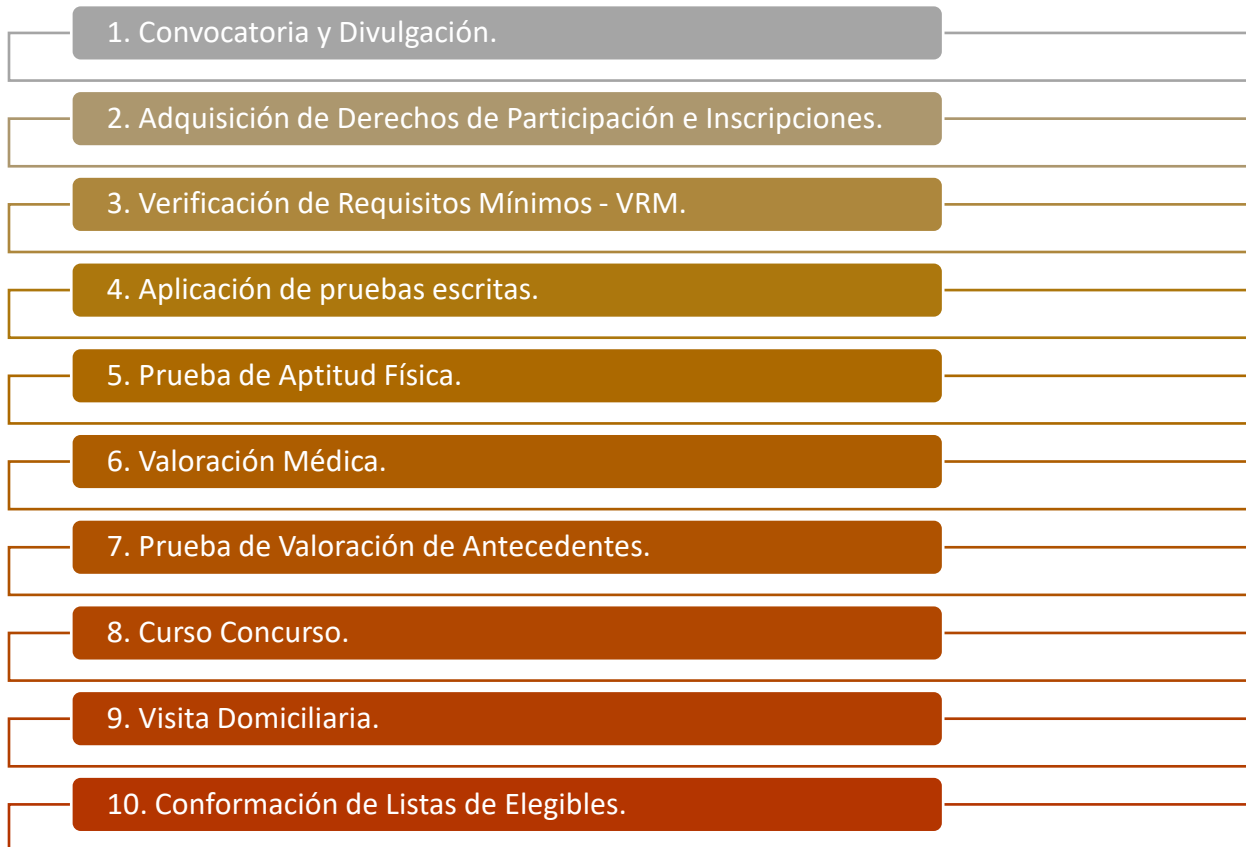 1. Convocatoria y Divulgación.
2. Adquisición de Derechos de Participación e Inscripciones.
3. Verificación de Requisitos Mínimos - VRM.
4. Aplicación de pruebas escritas.
5. Prueba de Aptitud Física.
6. Valoración Médica.
7. Prueba de Valoración de Antecedentes.
8. Curso Concurso.
9. Visita Domiciliaria.
10. Conformación de Listas de Elegibles.